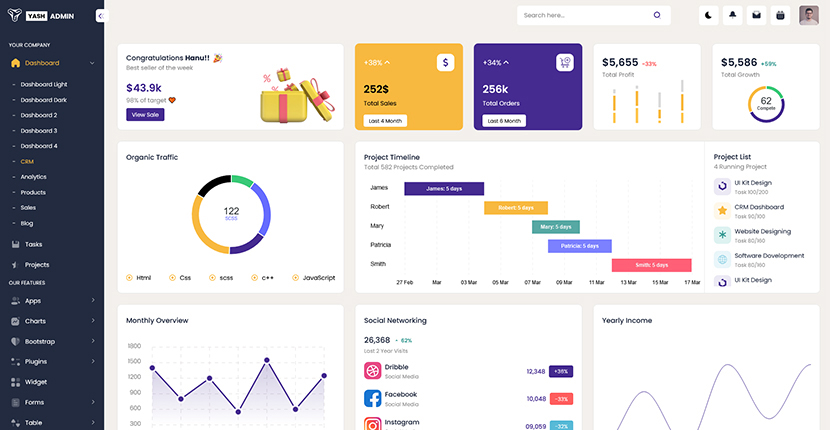 YASH ADMIN
Search here...
YOUR COMPANY
Dashboard
Dashboard Light
Dashboard Dark
Dashboard 2
Dashboard 3
Dashboard 4
CRM
Analytics
Products
Sales
Blog
Tasks
Projects
OUR FEATURES
Apps
Charts
Bootstrap
Plugins
Widget
Forms
Table
Congratulations Hanu!!
Best seller of the week
$43.9k
98% of target
View Sale
+38%
$
252$
Total Sales
Last 4 Month
+34%
256k
Total Orders
Last 6 Month
$5,655 -33%
Total Profit
$5,586 +59%
Total Growth
62
Compete
Organic Traffic
122
SCSS
Html
Css
scss
c++
JavaScript
Project Timeline
Total 582 Projects Completed
James
James: 5 days
Robert
Robert: 5 days
Mary
Mary: 5 days
Patricia
Patricia: 5 days
Smith
Smith: 5 days
27 Feb
Mar
03 Mar
05 Mar
07 Mar
09 Mar
11 Mar
13 Mar
15 Mar
17 Mar
Project List
4 Running Project
UI Kit Design
Task 100/200
CRM Dashboard
Task 90/100
Website Designing
Task 80/160
Software Dovelopment
Task 80/160
UI Kit Design
Monthly Overview
1800
1500
1200
900
600
300
Social Networking
26,368 + 62%
Last 2 Year Visits
Dribble
Social Media
12,348 +38%
Facebook
Social Media
10,048 -33%
Instagram
09,059 -32%
Yearly Income